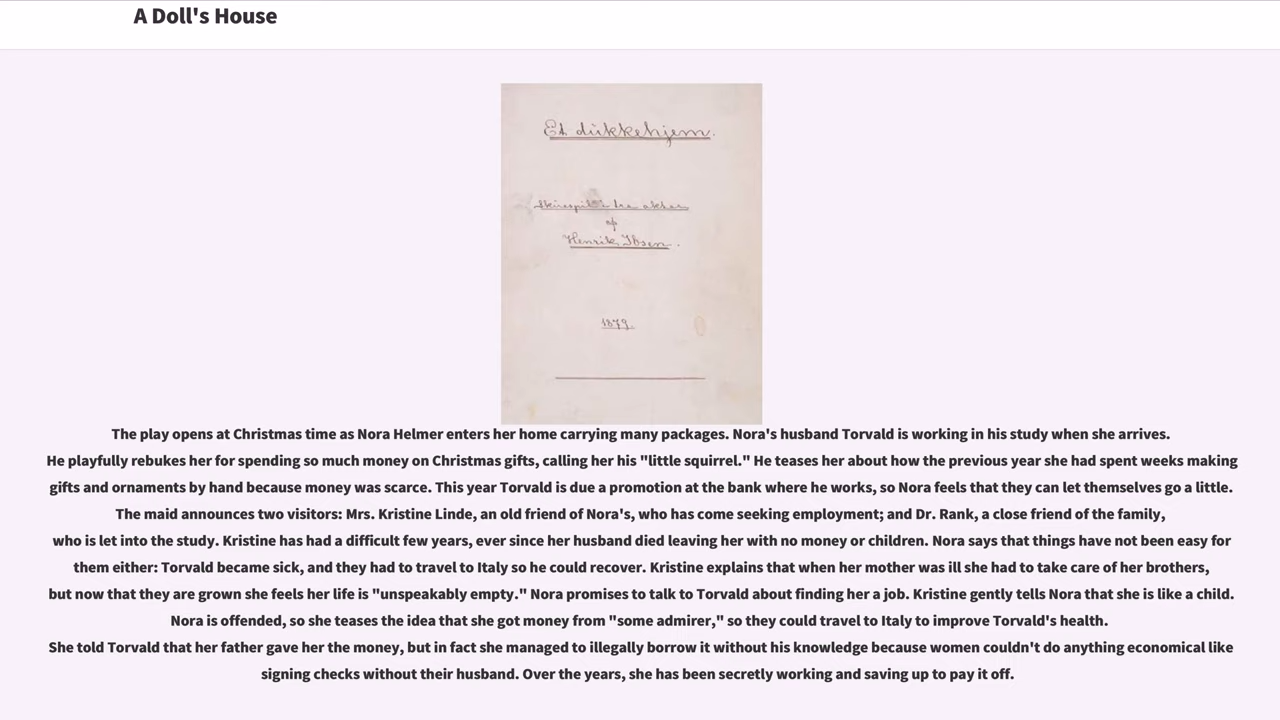 A Doll's House
Et dukkehjem.
Skuespil i tre akter
af
Henrik Ibsen.
1879.
The play opens at Christmas time as Nora Helmer enters her home carrying many packages. Nora's husband Torvald is working in his study when she arrives.
He playfully rebukes her for spending so much money on Christmas gifts, calling her his "little squirrel." He teases her about how the previous year she had spent weeks making
gifts and ornaments by hand because money was scarce. This year Torvald is due a promotion at the bank where he works, so Nora feels that they can let themselves go a little.
The maid announces two visitors: Mrs. Kristine Linde, an old friend of Nora's, who has come seeking employment; and Dr. Rank, a close friend of the family,
who is let into the study. Kristine has had a difficult few years, ever since her husband died leaving her with no money or children. Nora says that things have not been easy for
them either: Torvald became sick, and they had to travel to Italy so he could recover. Kristine explains that when her mother was ill she had to take care of her brothers,
but now that they are grown she feels her life is "unspeakably empty." Nora promises to talk to Torvald about finding her a job. Kristine gently tells Nora that she is like a child.
Nora is offended, so she teases the idea that she got money from "some admirer," so they could travel to Italy to improve Torvald's health.
She told Torvald that her father gave her the money, but in fact she managed to illegally borrow it without his knowledge because women couldn't do anything economical like
signing checks without their husband. Over the years, she has been secretly working and saving up to pay it off.